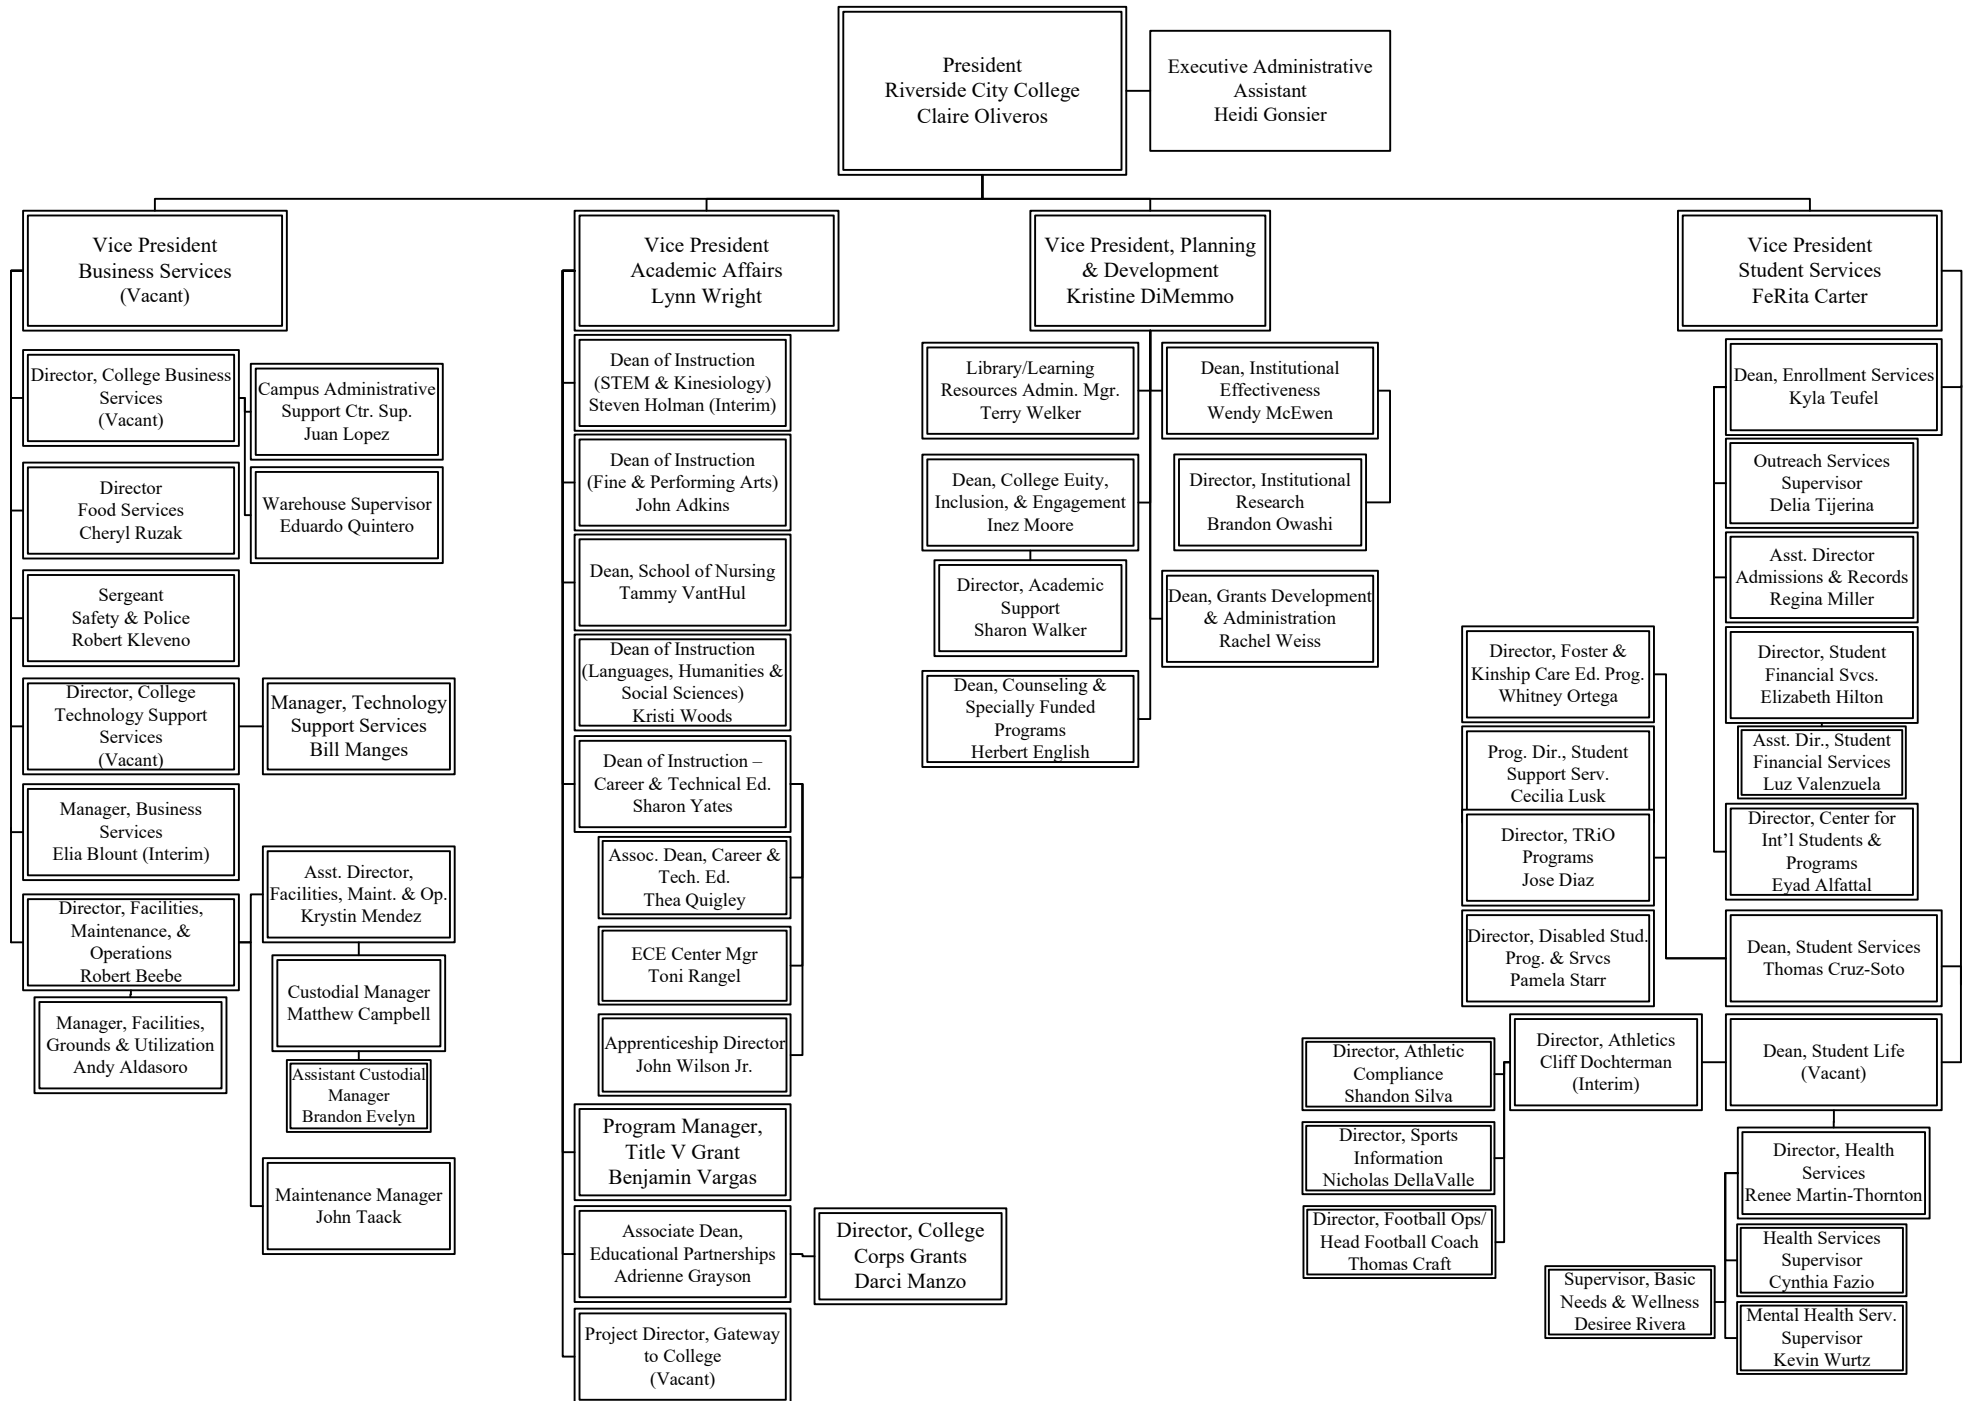 President
Riverside City College
Claire Oliveros
Executive Administrative
Assistant
Heidi Gonsier
Vice President
Business Services
(Vacant)
Director, College Business
Services
(Vacant)
Campus Administrative
Support Ctr. Sup.
Juan Lopez
Warehouse Supervisor
Eduardo Quintero
Director
Food Services
Cheryl Ruzak
Sergeant
Safety & Police
Robert Kleveno
Director, College
Technology Support
Services
(Vacant)
Manager, Technology
Support Services
Bill Manges
Manager, Business
Services
Elia Blount (Interim)
Director, Facilities,
Maintenance, &
Operations
Robert Beebe
Manager, Facilities,
Grounds & Utilization
Andy Aldasoro
Asst. Director,
Facilities, Maint. & Op.
Krystin Mendez
Custodial Manager
Matthew Campbell
Assistant Custodial
Manager
Brandon Evelyn
Maintenance Manager
John Taack
Vice President
Academic Affairs
Lynn Wright
Dean of Instruction
(STEM & Kinesiology)
Steven Holman (Interim)
Dean of Instruction
(Fine & Performing Arts)
John Adkins
Dean, School of Nursing
Tammy VantHul
Dean of Instruction
(Languages, Humanities &
Social Sciences)
Kristi Woods
Dean of Instruction –
Career & Technical Ed.
Sharon Yates
Assoc. Dean, Career &
Tech. Ed.
Thea Quigley
ECE Center Mgr
Toni Rangel
Apprenticeship Director
John Wilson Jr.
Program Manager,
Title V Grant
Benjamin Vargas
Associate Dean,
Educational Partnerships
Adrienne Grayson
Director, College
Corps Grants
Darci Manzo
Project Director, Gateway
to College
(Vacant)
Vice President, Planning
& Development
Kristine DiMemmo
Library/Learning
Resources Admin. Mgr.
Terry Welker
Dean, Institutional
Effectiveness
Wendy McEwen
Dean, College Euity,
Inclusion, & Engagement
Inez Moore
Director, Institutional
Research
Brandon Owashi
Director, Academic
Support
Sharon Walker
Dean, Grants Development
& Administration
Rachel Weiss
Dean, Counseling &
Specially Funded
Programs
Herbert English
Vice President
Student Services
FeRita Carter
Dean, Enrollment Services
Kyla Teufel
Outreach Services
Supervisor
Delia Tijerina
Asst. Director
Admissions & Records
Regina Miller
Director, Student
Financial Svcs.
Elizabeth Hilton
Asst. Dir., Student
Financial Services
Luz Valenzuela
Director, Center for
Int’l Students &
Programs
Eyad Alfattal
Director, Foster &
Kinship Care Ed. Prog.
Whitney Ortega
Prog. Dir., Student
Support Serv.
Cecilia Lusk
Director, TRiO
Programs
Jose Diaz
Director, Disabled Stud.
Prog. & Srvcs
Pamela Starr
Dean, Student Services
Thomas Cruz-Soto
Dean, Student Life
(Vacant)
Director, Athletics
Cliff Dochterman
(Interim)
Director, Athletic
Compliance
Shandon Silva
Director, Sports
Information
Nicholas DellaValle
Director, Football Ops/
Head Football Coach
Thomas Craft
Director, Health
Services
Renee Martin-Thornton
Health Services
Supervisor
Cynthia Fazio
Supervisor, Basic
Needs & Wellness
Desiree Rivera
Mental Health Serv.
Supervisor
Kevin Wurtz